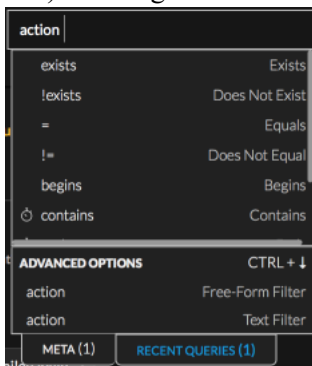 action
exists Exists
!exists Does Not Exist
= Equals
!= Does Not Equal
begins Begins
contains Contains
ADVANCED OPTIONS CTRL + ↓
action Free-Form Filter
action Text Filter
META (1) RECENT QUERIES (1)